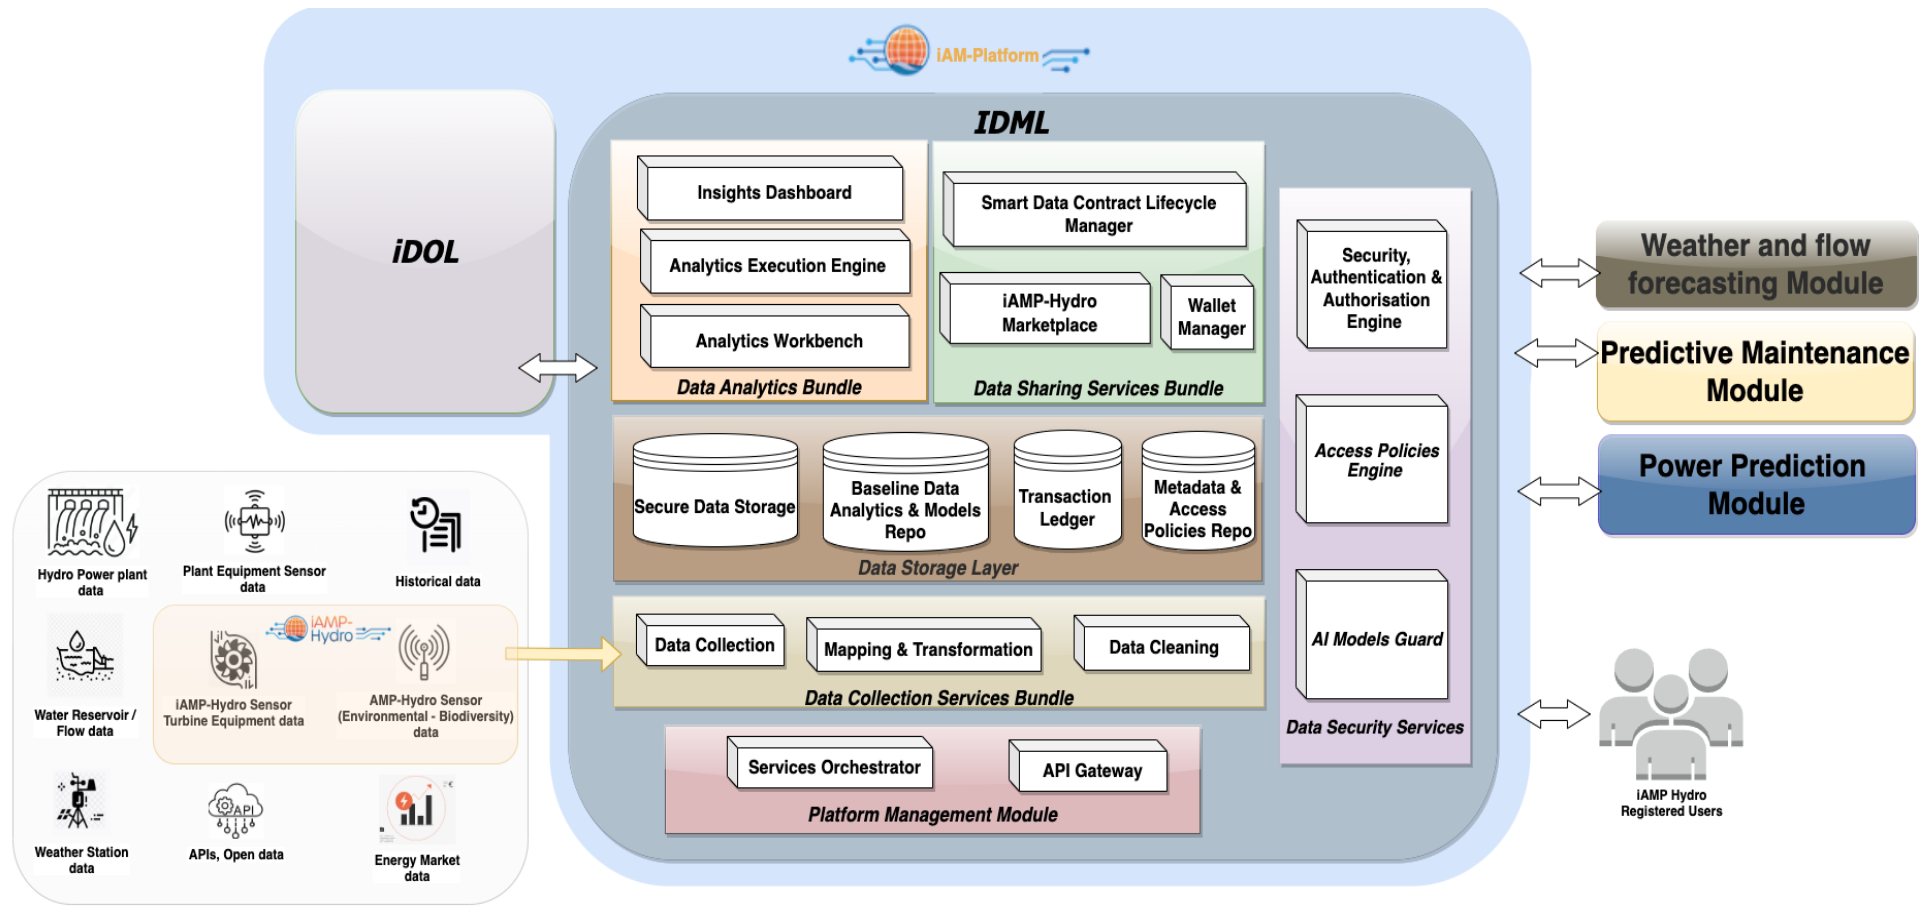 iAM-Platform
iDOL
IDML
Insights Dashboard
Analytics Execution Engine
Analytics Workbench
Data Analytics Bundle
Smart Data Contract Lifecycle
Manager
iAMP-Hydro
Marketplace
Wallet
Manager
Data Sharing Services Bundle
Secure Data Storage
Baseline Data
Analytics & Models
Repo
Transaction
Ledger
Metadata &
Access
Policies Repo
Data Storage Layer
Data Collection
Mapping & Transformation
Data Cleaning
Data Collection Services Bundle
Services Orchestrator
API Gateway
Platform Management Module
Security,
Authentication &
Authorisation
Engine
Access Policies
Engine
AI Models Guard
Data Security Services
Weather and flow
forecasting Module
Predictive Maintenance
Module
Power Prediction
Module
iAMP Hydro
Registered Users
Hydro Power plant
data
Plant Equipment Sensor
data
Historical data
Water Reservoir /
Flow data
iAMP-
Hydro
iAMP-Hydro Sensor
Turbine Equipment data
AMP-Hydro Sensor
(Environmental - Biodiversity)
data
Weather Station
data
API
APIs, Open data
Energy Market
data